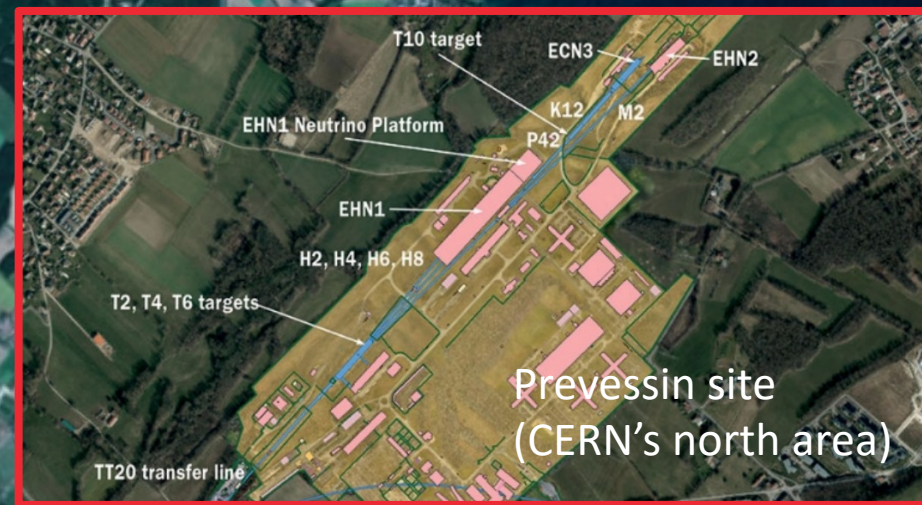 T10 target
ECN3
EHN2
K12
M2
EHN1 Neutrino Platform
P42
EHN1
H2, H4, H6, H8
T2, T4, T6 targets
Prevessin site
(CERN's north area)
TT20 transfer line